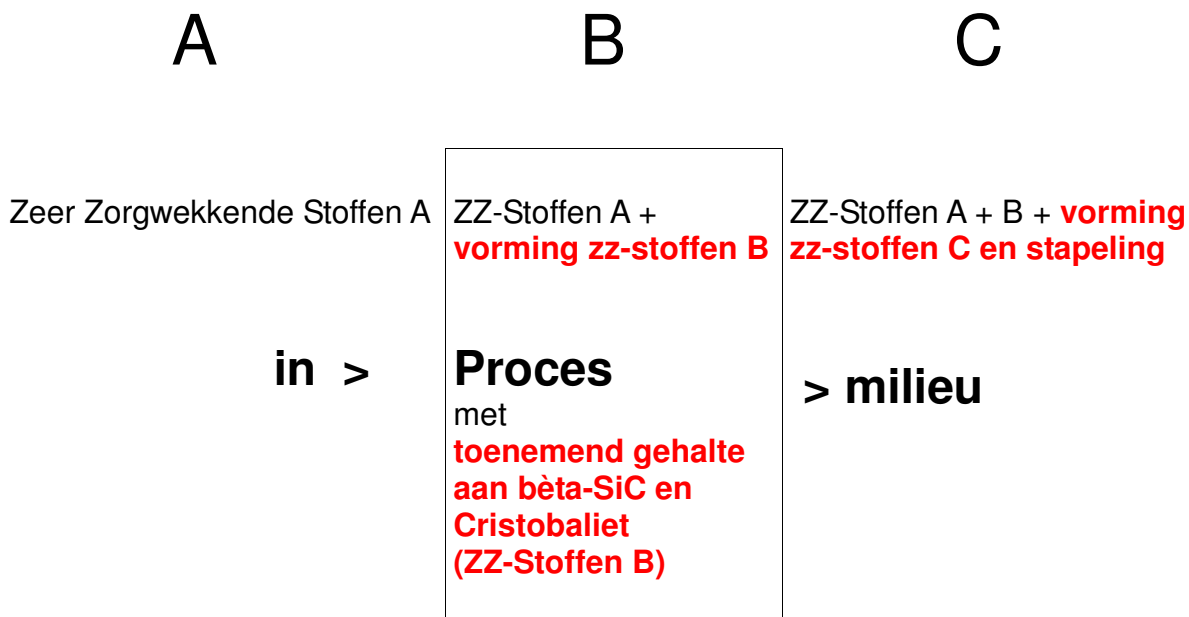 A B C
Zeer Zorgwekkende Stoffen A
ZZ-Stoffen A +
vorming zz-stoffen B
ZZ-Stoffen A + B + vorming
zz-stoffen C en stapeling
in >
Proces
met
toenemend gehalte
aan bèta-SiC en
Cristobaliet
(ZZ-Stoffen B)
> milieu